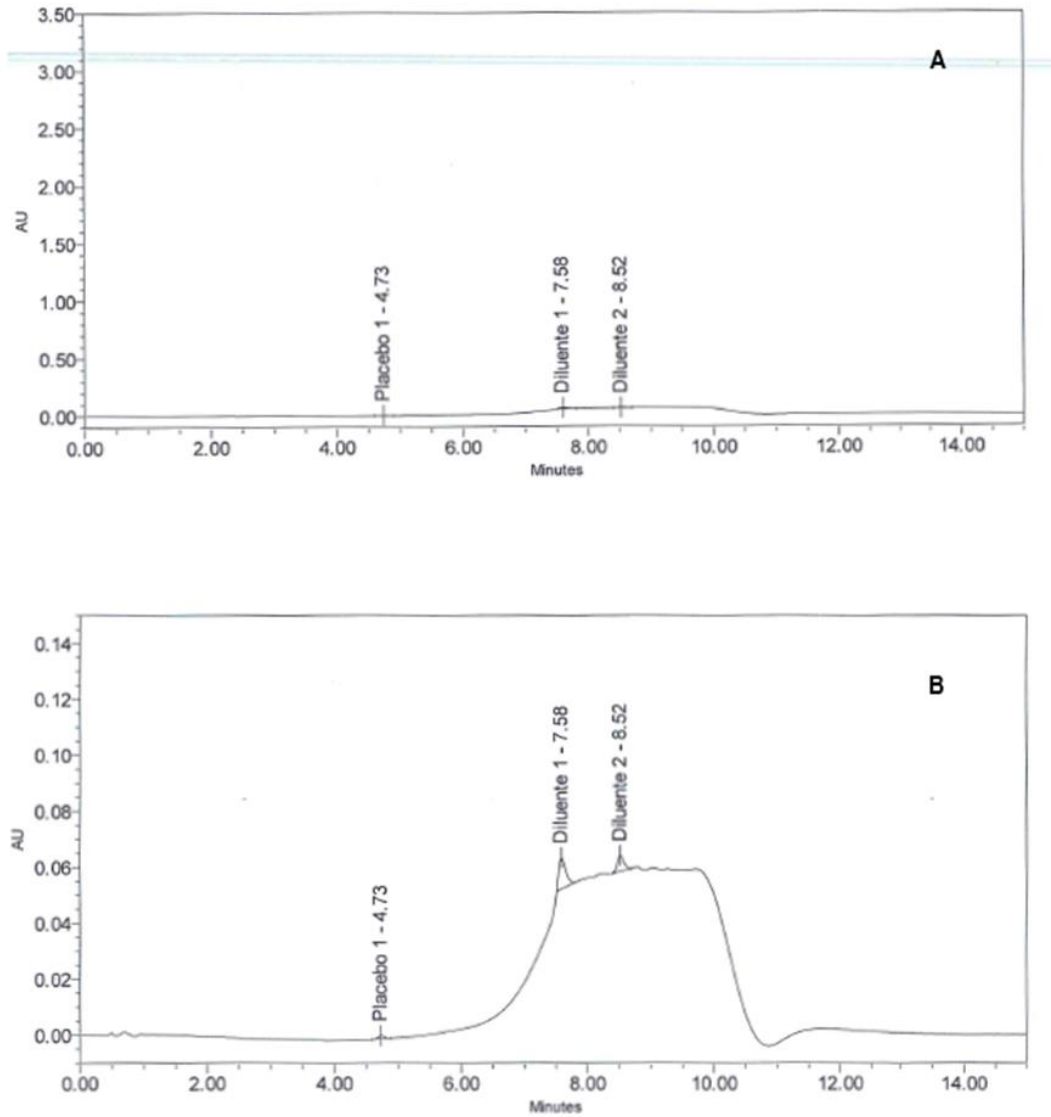 3.50
A
3.00
2.50
2.00
AU
1.50
1.00
0.50
0.00
Placebo 1 - 4.73
Diluente 1 - 7.58
Diluente 2 - 8.52
0.00 2.00 4.00 6.00 8.00 10.00 12.00 14.00
Minutes
0.14
B
0.12
0.10
0.08
AU
0.06
0.04
0.02
0.00
Placebo 1 - 4.73
Diluente 1 - 7.58
Diluente 2 - 8.52
0.00 2.00 4.00 6.00 8.00 10.00 12.00 14.00
Minutes